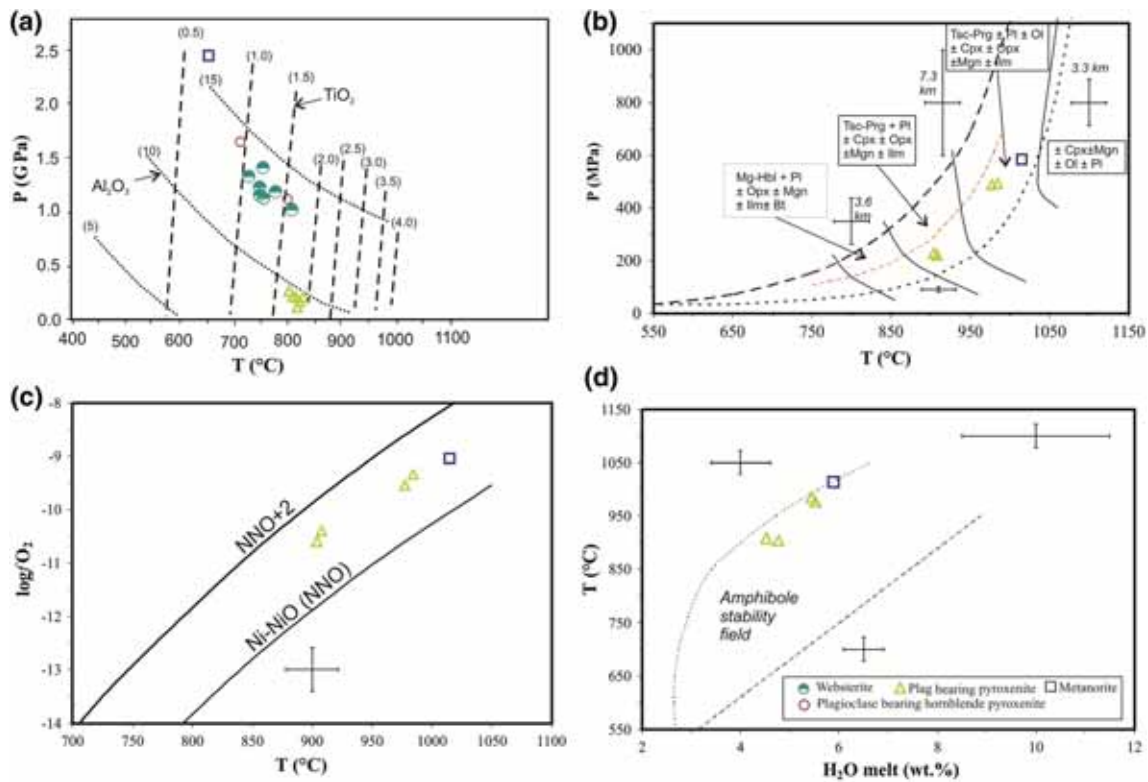 (a)
P (GPa)
2.5
2.0
1.5
1.0
0.5
0.0
(0.5)
(1.0)
(15)
(1.5)
TiO₂
(10)
Al₂O₃
(2.0)
(2.5)
(3.0)
(3.5)
(4.0)
(5)
400 500 600 700 800 900 1000 1100
T (°C)
(b)
P (MPa)
1000
800
600
400
200
0
Tsc-Prg ± Pl ± Ol
± Cpx ± Opx
±Mgn ± Ilm
7.3
km
3.3 km
Tsc-Prg + Pl
± Cpx ± Opx
±Mgn ± Ilm
± Cpx±Mgn
± Ol ± Pl
Mg-Hbl + Pl
± Opx ± Mgn
± Ilm± Bt
3.6
km
550 650 750 850 950 1050 1150
T (°C)
(c)
logfO₂
-8
-9
-10
-11
-12
-13
-14
NNO+2
Ni-NiO (NNO)
700 750 800 850 900 950 1000 1050 1100
T (°C)
(d)
T (°C)
1150
1050
950
850
750
650
550
Amphibole
stability
field
Websterite Plag bearing pyroxenite Metanorite
Plagioclase bearing hornblende pyroxenite
2 4 6 8 10 12
H₂O melt (wt.%)